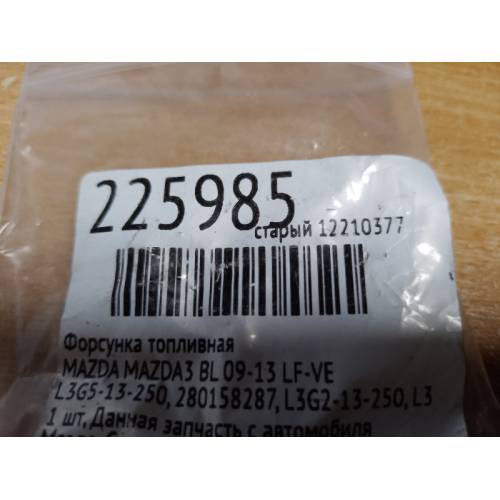 225985
старый 12210377
Форсунка топливная
MAZDA MAZDA3 BL 09-13 LF-VE
L3G5-13-250, 280158287, L3G2-13-250, L3
1 шт, Данная запчасть с автомобиля